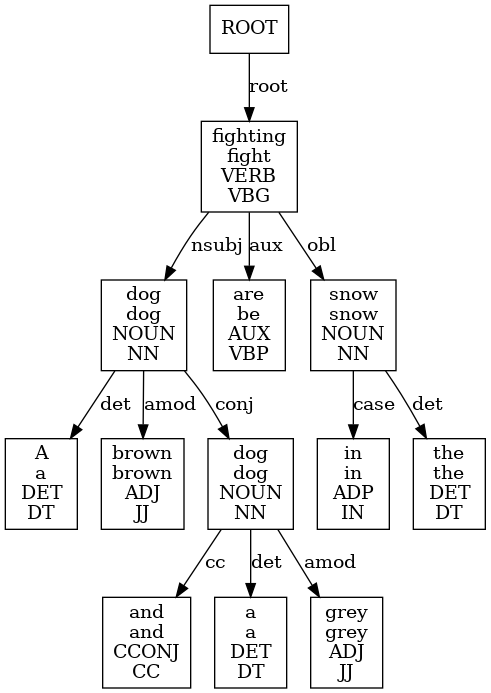 ROOT
root
fighting
fight
VERB
VBG
nsubj aux obl
dog
dog
NOUN
NN
are
be
AUX
VBP
snow
snow
NOUN
NN
det amod conj case det
A
a
DET
DT
brown
brown
ADJ
JJ
dog
dog
NOUN
NN
in
in
ADP
IN
the
the
DET
DT
cc det amod
and
and
CCONJ
CC
a
a
DET
DT
grey
grey
ADJ
JJ